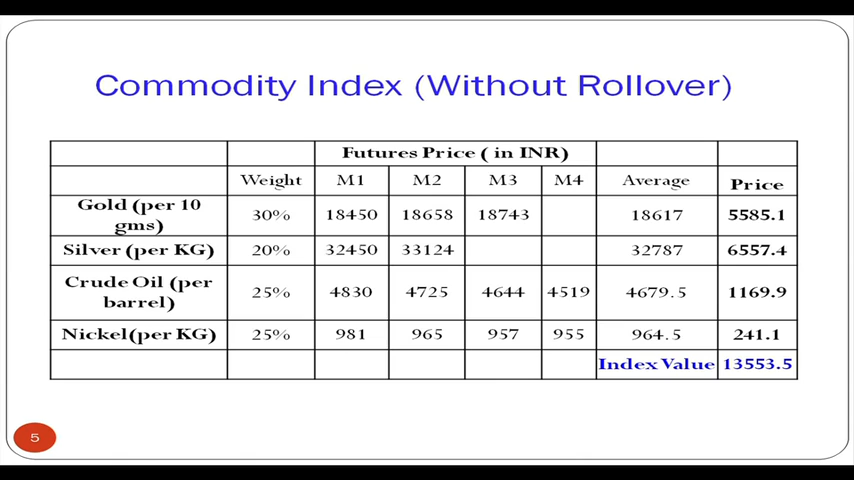 Commodity Index (Without Rollover)
Futures Price ( in INR)
Weight M1 M2 M3 M4 Average Price
Gold (per 10 gms) 30% 18450 18658 18743 18617 5585.1
Silver (per KG) 20% 32450 33124 32787 6557.4
Crude Oil (per barrel) 25% 4830 4725 4644 4519 4679.5 1169.9
Nickel(per KG) 25% 981 965 957 955 964.5 241.1
Index Value 13553.5
5